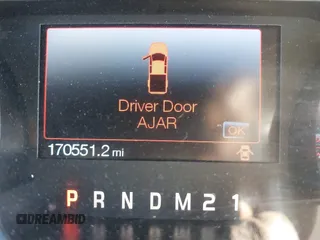 Driver Door
AJAR
OK
170551.2 mi
P R N D M 2 1
DREAMBID